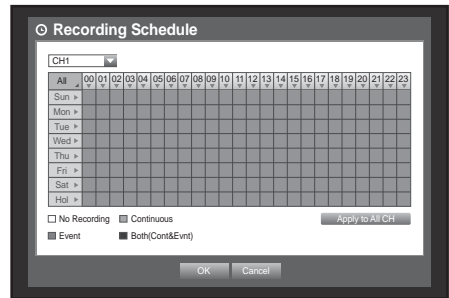 Recording Schedule
CH1
All 00 01 02 03 04 05 06 07 08 09 10 11 12 13 14 15 16 17 18 19 20 21 22 23
Sun
Mon
Tue
Wed
Thu
Fri
Sat
Hol
No Recording Continuous Apply to All CH
Event Both(Cont&Evnt)
OK Cancel